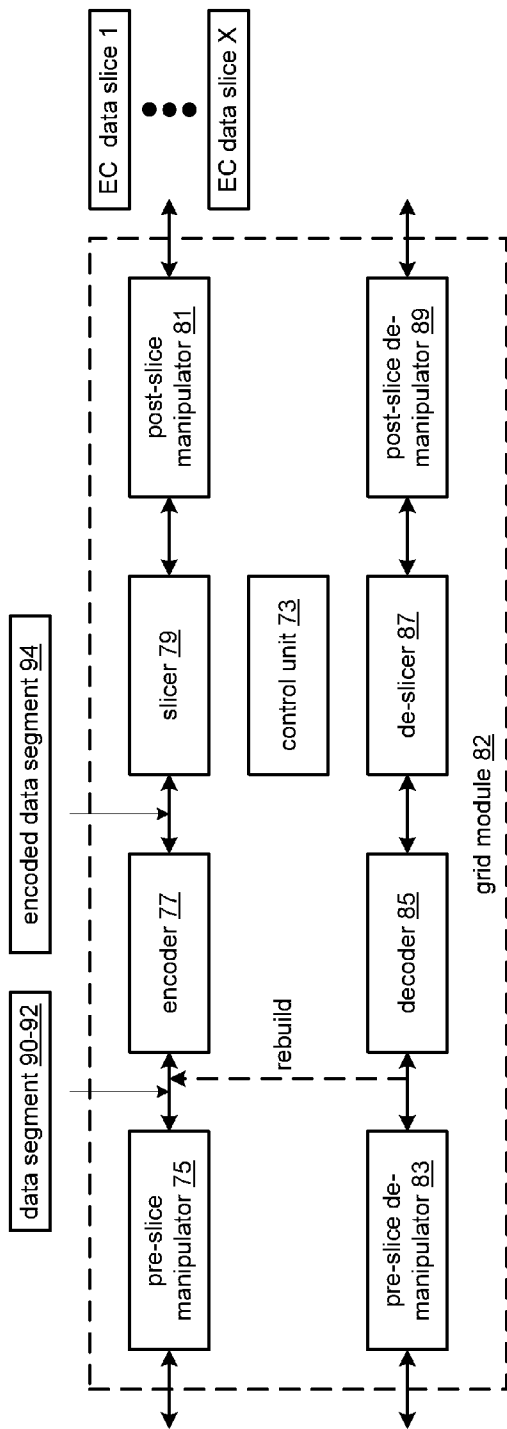 data segment 90-92
encoded data segment 94
EC data slice 1
EC data slice X
pre-slice
manipulator 75
encoder 77
slicer 79
post-slice
manipulator 81
rebuild
control unit 73
pre-slice de-
manipulator 83
decoder 85
de-slicer 87
post-slice de-
manipulator 89
grid module 82